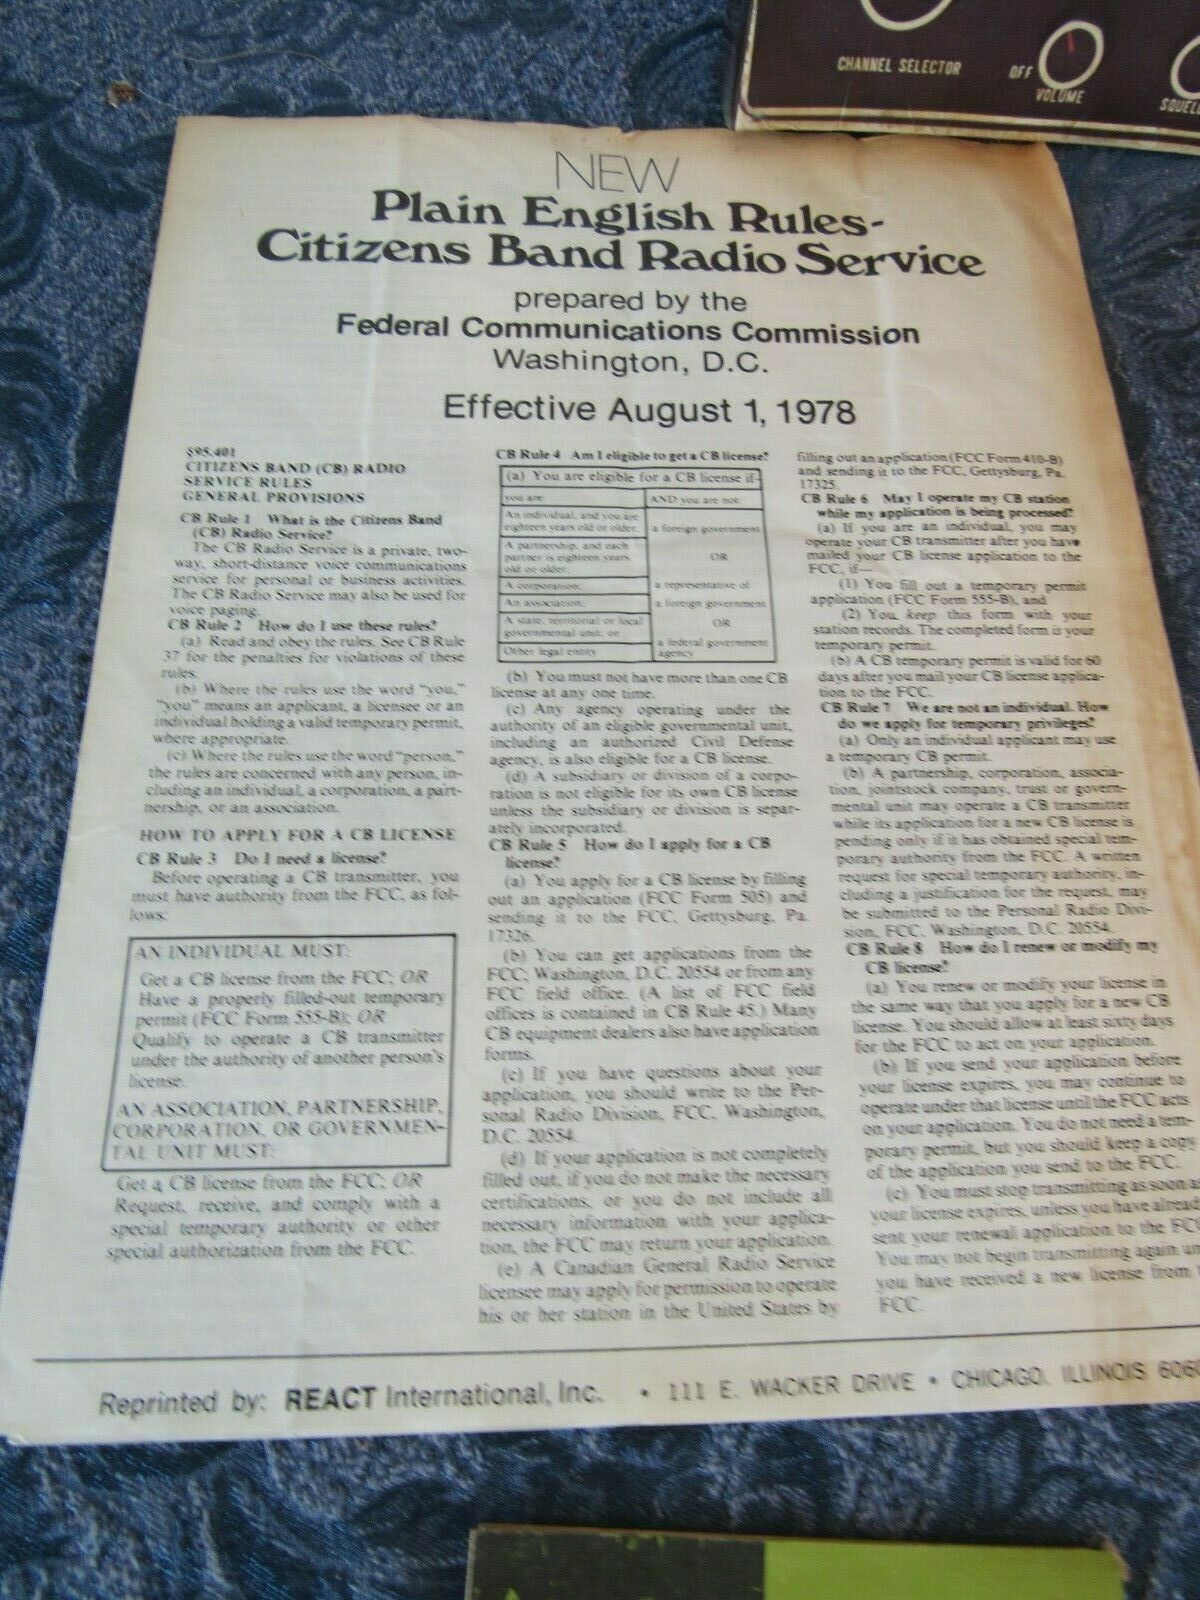 CHANNEL SELECTOR
OFF
VOLUME
NEW
Plain English Rules-
Citizens Band Radio Service
prepared by the
Federal Communications Commission
Washington, D.C.
Effective August 1, 1978
§95.401
CITIZENS BAND (CB) RADIO
SERVICE RULES
GENERAL PROVISIONS
CB Rule 1 What is the Citizens Band
(CB) Radio Service?
The CB Radio Service is a private, two-
way, short-distance voice communications
service for personal or business activities.
The CB Radio Service may also be used for
voice paging.
CB Rule 2 How do I use these rules?
(a) Read and obey the rules. See CB Rule
37 for the penalties for violations of these
rules.
(b) Where the rules use the word "you,"
"you" means an applicant, a licensee or an
individual holding a valid temporary permit,
where appropriate.
(c) Where the rules use the word "person,"
the rules are concerned with any person, in-
cluding an individual, a corporation, a part-
nership, or an association.
HOW TO APPLY FOR A CB LICENSE
CB Rule 3 Do I need a license?
Before operating a CB transmitter, you
must have authority from the FCC, as fol-
lows:
AN INDIVIDUAL MUST:
Get a CB license from the FCC; OR
Have a properly filled-out temporary
permit (FCC Form 555-B); OR
Qualify to operate a CB transmitter
under the authority of another person's
license.
AN ASSOCIATION, PARTNERSHIP,
CORPORATION, OR GOVERNMEN-
TAL UNIT MUST:
Get a CB license from the FCC; OR
Request, receive, and comply with a
special temporary authority or other
special authorization from the FCC.
CB Rule 4 Am I eligible to get a CB license?
(a) You are eligible for a CB license if-
you are:
AND you are not:
An individual, and you are
eighteen years old or older.
a foreign government
A partnership, and each
partner is eighteen years
old or older.
OR
A corporation;
a representative of
An association;
a foreign government
A state, territorial or local
governmental unit; or
OR
Other legal entity
a federal government
agency
(b) You must not have more than one CB
license at any one time.
(c) Any agency operating under the
authority of an eligible governmental unit,
including an authorized Civil Defense
agency, is also eligible for a CB license.
(d) A subsidiary or division of a corpo-
ration is not eligible for its own CB license
unless the subsidiary or division is separ-
ately incorporated.
CB Rule 5 How do I apply for a CB
license?
(a) You apply for a CB license by filling
out an application (FCC Form 505) and
sending it to the FCC, Gettysburg, Pa.
17326.
(b) You can get applications from the
FCC; Washington, D.C. 20554 or from any
FCC field office. (A list of FCC field
offices is contained in CB Rule 45.) Many
CB equipment dealers also have application
forms.
(c) If you have questions about your
application, you should write to the Per-
sonal Radio Division, FCC, Washington,
D.C. 20554.
(d) If your application is not completely
filled out, if you do not make the necessary
certifications, or you do not include all
necessary information with your applica-
tion, the FCC may return your application.
(e) A Canadian General Radio Service
licensee may apply for permission to operate
his or her station in the United States by
filling out an application (FCC Form 410-B)
and sending it to the FCC, Gettysburg, Pa.
17325.
CB Rule 6 May I operate my CB station
while my application is being processed?
(a) If you are an individual, you may
operate your CB transmitter after you have
mailed your CB license application to the
FCC, if—
(1) You fill out a temporary permit
application (FCC Form 555-B), and
(2) You keep this form with your
station records. The completed form is your
temporary permit.
(b) A CB temporary permit is valid for 60
days after you mail your CB license applica-
tion to the FCC.
CB Rule 7 We are not an individual. How
do we apply for temporary privileges?
(a) Only an individual applicant may use
a temporary CB permit.
(b) A partnership, corporation, associa-
tion, jointstock company, trust or govern-
mental unit may operate a CB transmitter
while its application for a new CB license is
pending only if it has obtained special tem-
porary authority from the FCC. A written
request for special temporary authority, in-
cluding a justification for the request, may
be submitted to the Personal Radio Divi-
sion, FCC, Washington, D.C. 20554.
CB Rule 8 How do I renew or modify my
CB license?
(a) You renew or modify your license in
the same way that you apply for a new CB
license. You should allow at least sixty days
for the FCC to act on your application.
(b) If you send your application before
your license expires, you may continue to
operate under that license until the FCC acts
on your application. You do not need a tem-
porary permit, but you should keep a copy
of the application you send to the FCC.
(c) You must stop transmitting as soon as
your license expires, unless you have alread
sent your renewal application to the FCC
You may not begin transmitting again un
you have received a new license from
FCC.
Reprinted by: REACT International, Inc. • 111 E. WACKER DRIVE • CHICAGO, ILLINOIS 6060